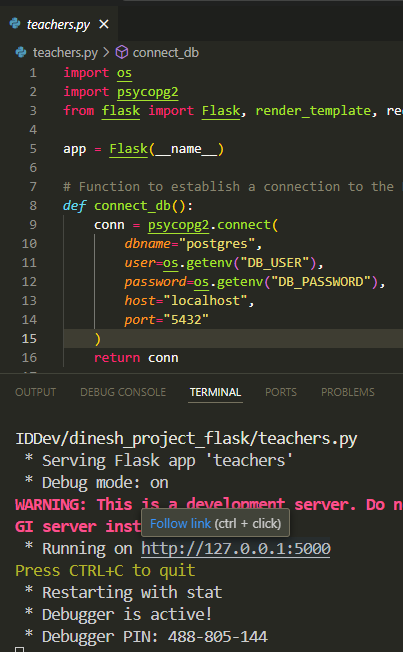 teachers.py ×
teachers.py > connect_db
1 import os
2 import psycopg2
3 from flask import Flask, render_template, re
4
5 app = Flask(__name__)
6
7 # Function to establish a connection to the
8 def connect_db():
9 conn = psycopg2.connect(
10 dbname="postgres",
11 user=os.getenv("DB_USER"),
12 password=os.getenv("DB_PASSWORD"),
13 host="localhost",
14 port="5432"
15 )
16 return conn
OUTPUT DEBUG CONSOLE TERMINAL PORTS PROBLEMS
IDDev/dinesh_project_flask/teachers.py
* Serving Flask app 'teachers'
* Debug mode: on
WARNING: This is a development server. Do n
GI server inst
Follow link (ctrl + click)
* Running on http://127.0.0.1:5000
Press CTRL+C to quit
* Restarting with stat
* Debugger is active!
* Debugger PIN: 488-805-144